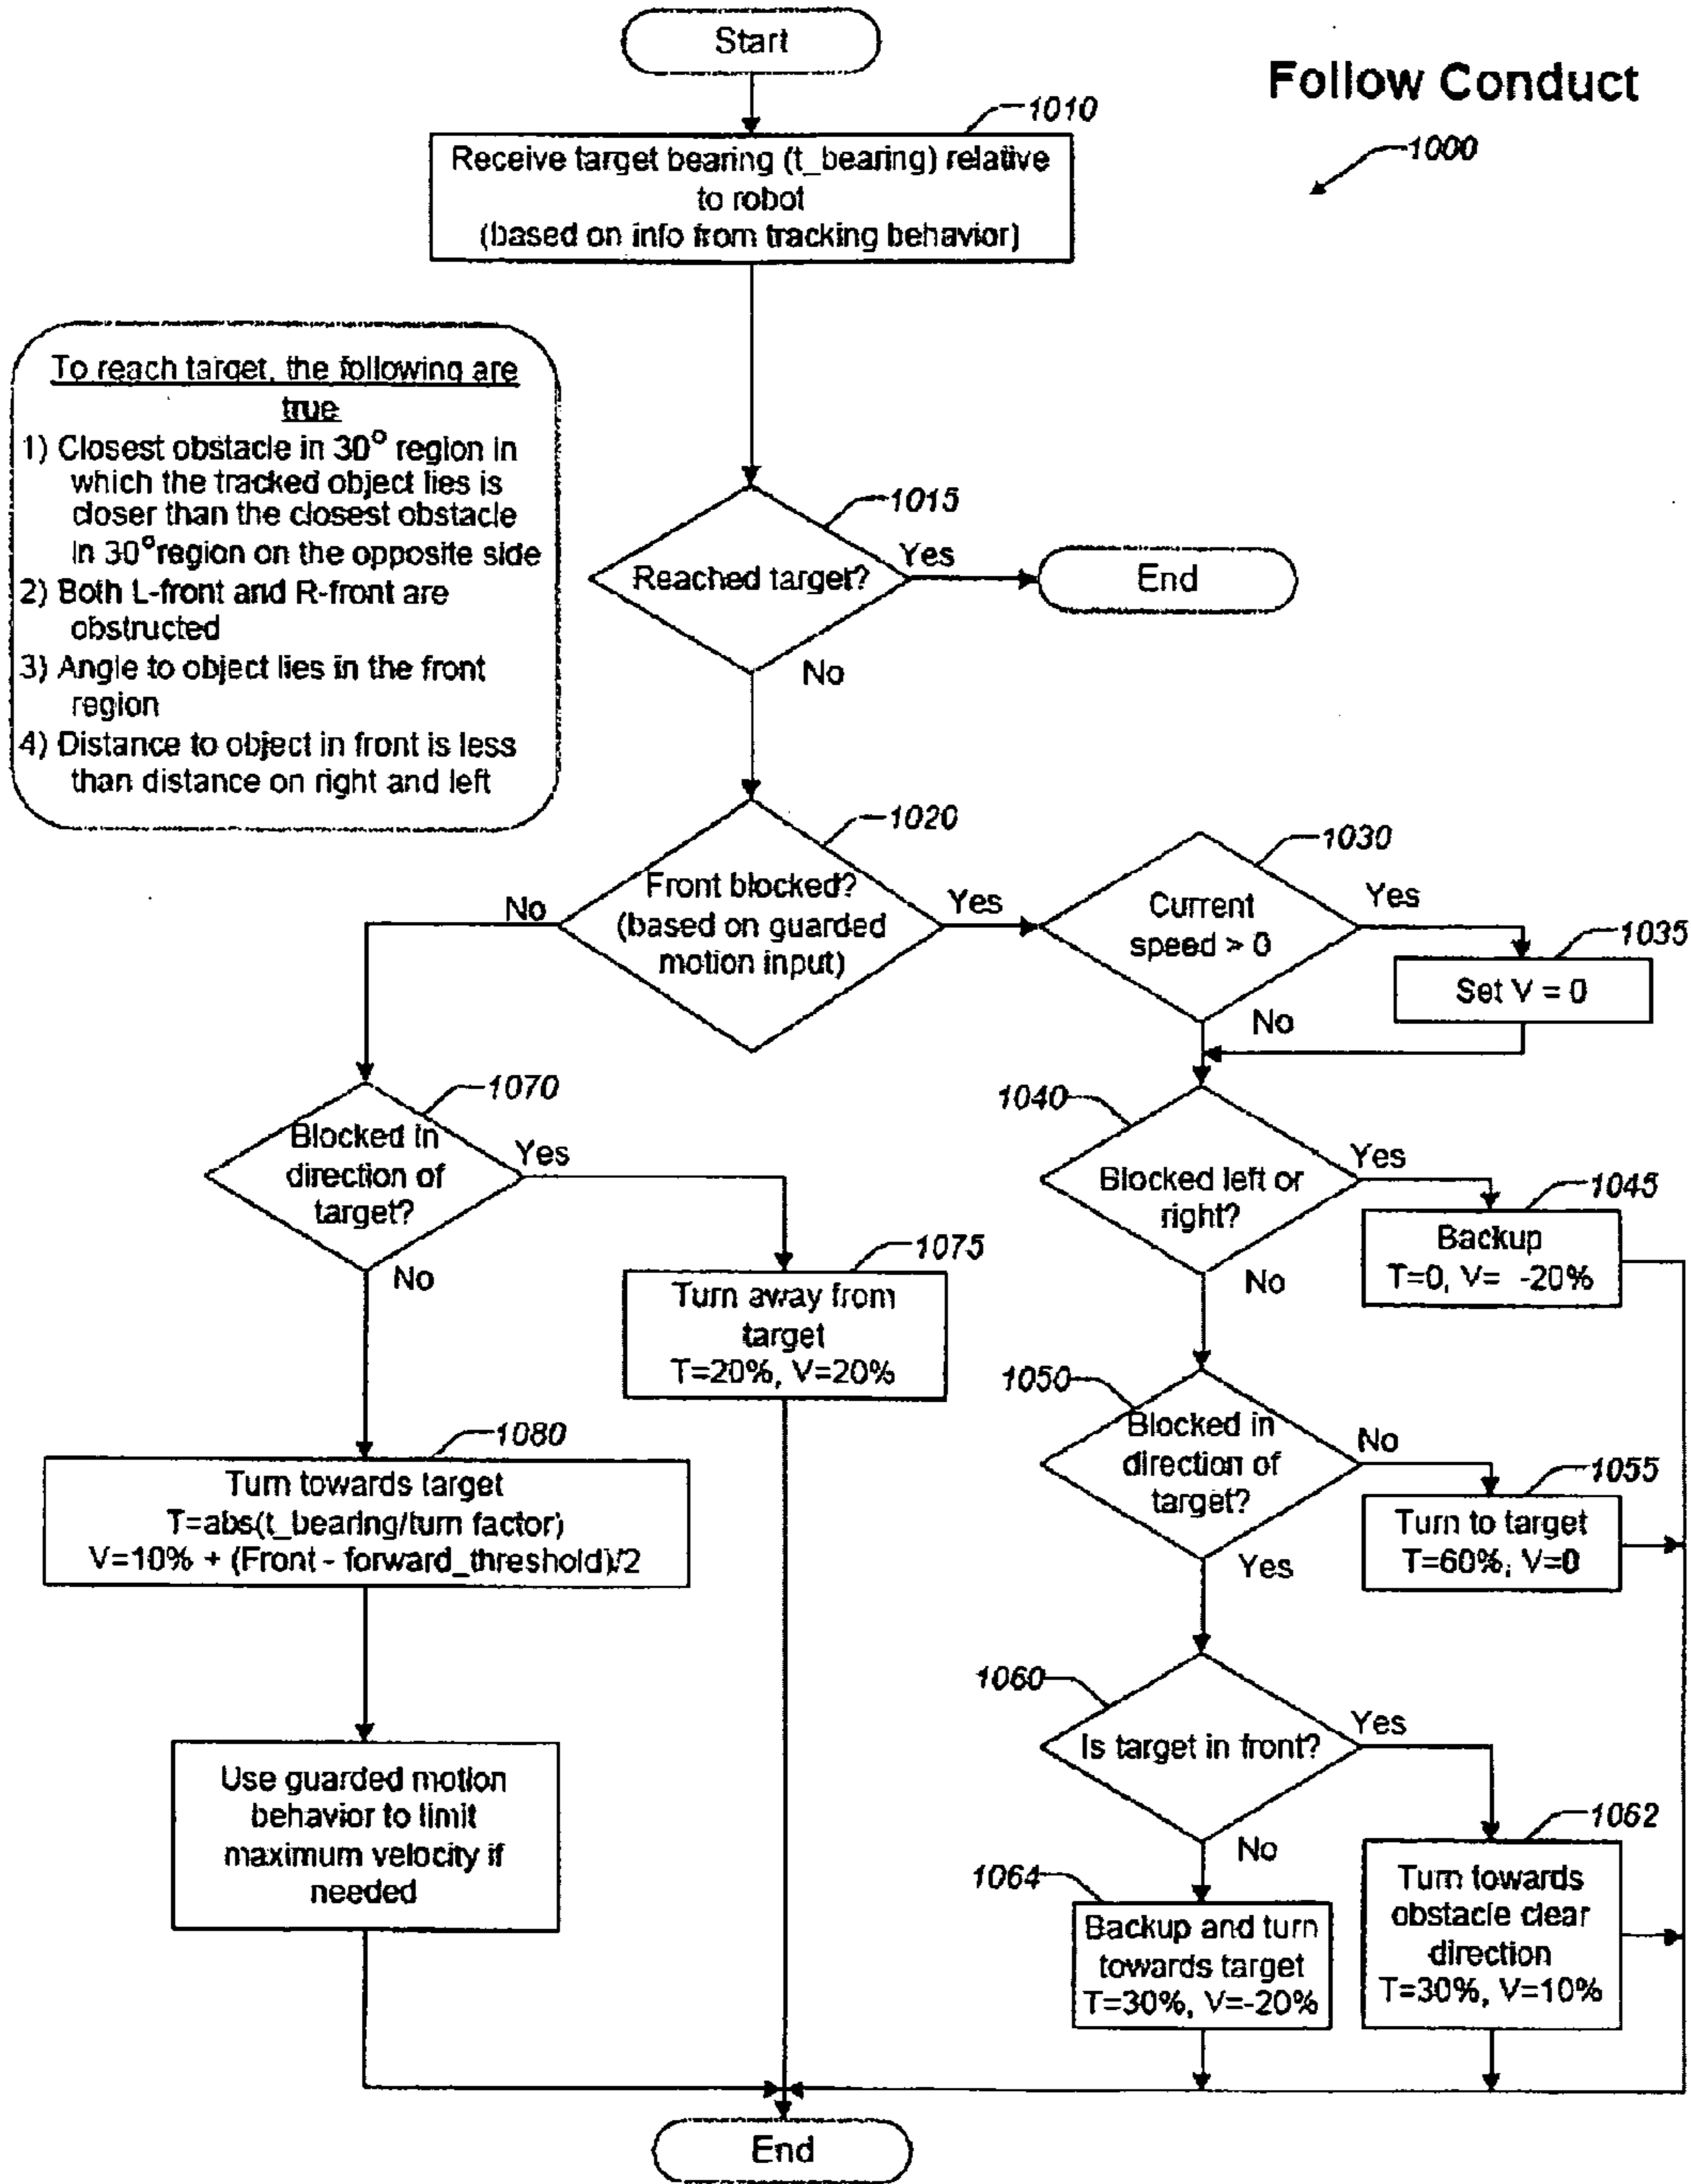 Start
Follow Conduct
1000
1010
Receive target bearing (t_bearing) relative
to robot
(based on info from tracking behavior)
To reach target, the following are
true
1) Closest obstacle in 30° region in
which the tracked object lies is
closer than the closest obstacle
in 30° region on the opposite side
2) Both L-front and R-front are
obstructed
3) Angle to object lies in the front
region
4) Distance to object in front is less
than distance on right and left
1015
Reached target?
Yes
End
No
1020
Front blocked?
(based on guarded
motion input)
No
Yes
1030
Current
speed > 0
Yes
1035
Set V = 0
No
1070
Blocked in
direction of
target?
Yes
No
1075
Turn away from
target
T=20%, V=20%
1040
Blocked left or
right?
Yes
1045
Backup
T=0, V= -20%
No
1050
Blocked in
direction of
target?
No
1055
Turn to target
T=60%, V=0
Yes
1080
Turn towards target
T=abs(t_bearing/turn factor)
V=10% + (Front - forward_threshold)/2
Use guarded motion
behavior to limit
maximum velocity if
needed
1060
Is target in front?
Yes
1062
Turn towards
obstacle clear
direction
T=30%, V=10%
No
1064
Backup and turn
towards target
T=30%, V=-20%
End